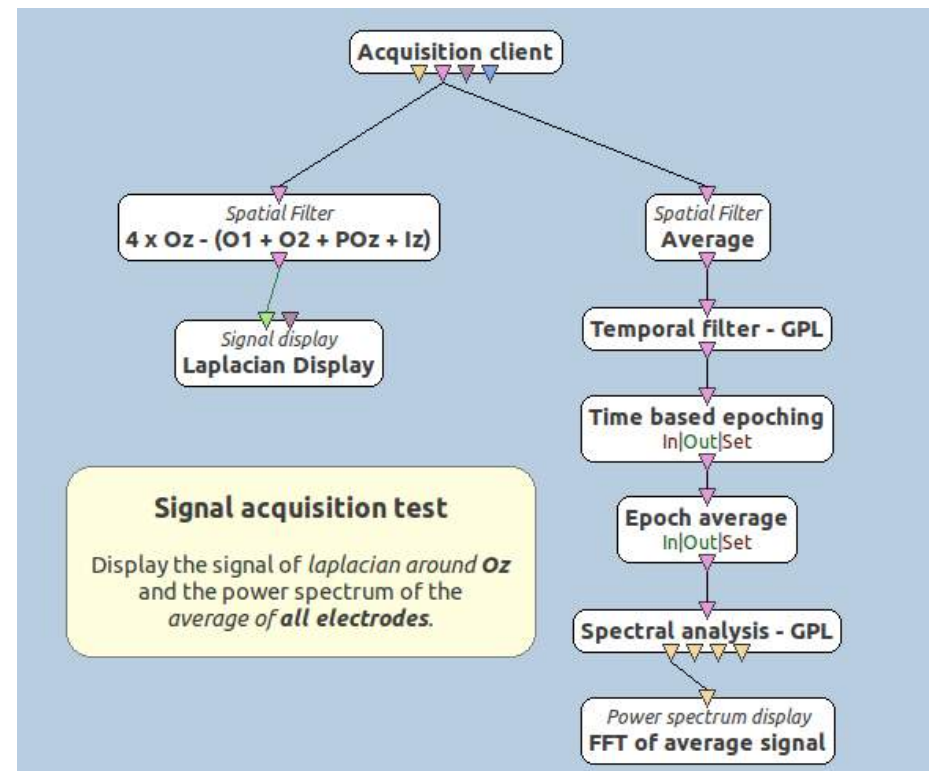 Acquisition client
Spatial Filter
4 x Oz - (O1 + O2 + POz + Iz)
Signal display
Laplacian Display
Spatial Filter
Average
Temporal filter - GPL
Time based epoching
In|Out|Set
Epoch average
In|Out|Set
Spectral analysis - GPL
Power spectrum display
FFT of average signal
Signal acquisition test
Display the signal of laplacian around Oz
and the power spectrum of the
average of all electrodes.